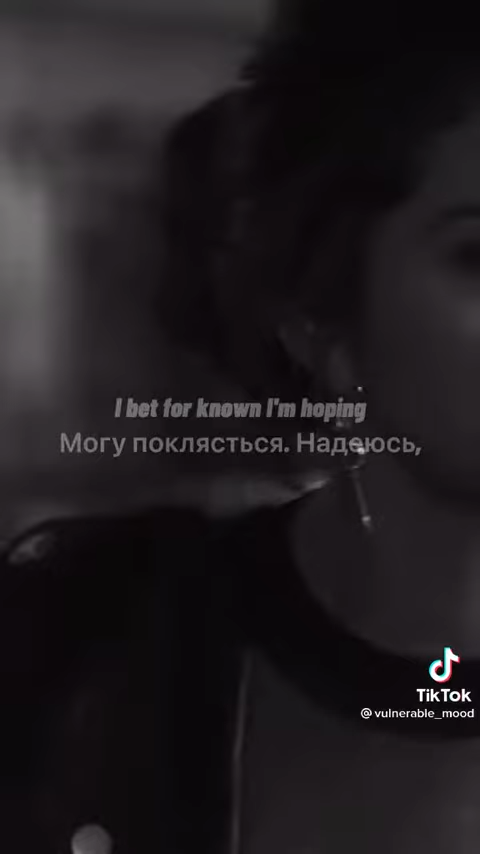 I bet for known I'm hoping
Могу поклясться. Надеюсь,
TikTok
@vulnerable_mood